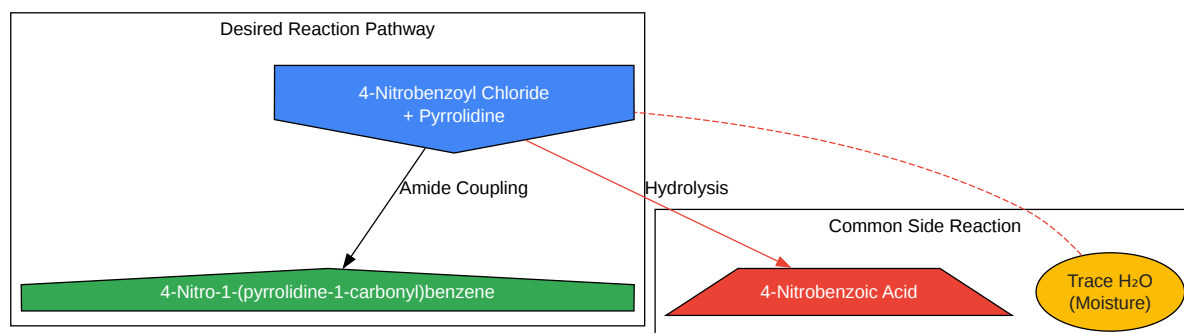 Desired Reaction Pathway
4-Nitrobenzoyl Chloride
+ Pyrrolidine
Amide Coupling
Hydrolysis
4-Nitro-1-(pyrrolidine-1-carbonyl)benzene
Common Side Reaction
4-Nitrobenzoic Acid
Trace H₂O
(Moisture)